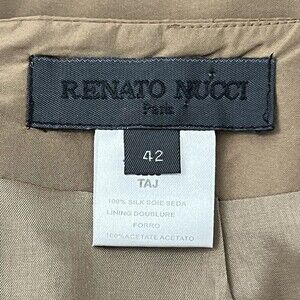 RENATO NUCCI
Paris
42
TAJ
100% SILK SOIE SEDA
LINING DOUBLURE
FORRO
100% ACETATE ACETATO